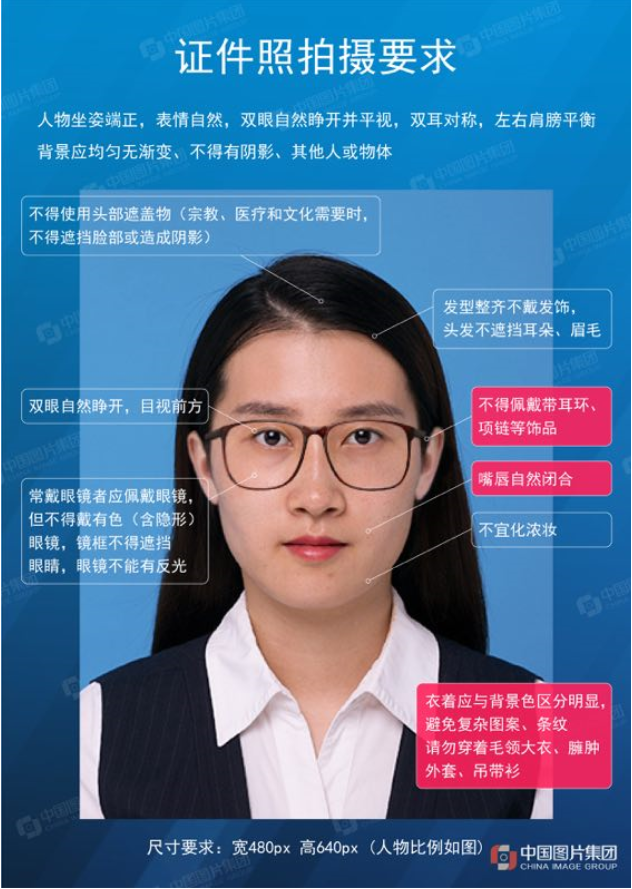 证件照拍摄要求
人物坐姿端正，表情自然，双眼自然睁开并平视，双耳对称，左右肩膀平衡
背景应均匀无渐变、不得有阴影、其他人或物体
不得使用头部遮盖物（宗教、医疗和文化需要时，
不得遮挡脸部或造成阴影）
发型整齐不戴发饰，
头发不遮挡耳朵、眉毛
双眼自然睁开，目视前方
不得佩戴带耳环、
项链等饰品
嘴唇自然闭合
常戴眼镜者应佩戴眼镜，
但不得戴有色（含隐形）
眼镜，镜框不得遮挡
眼睛，眼镜不能有反光
不宜化浓妆
衣着应与背景色区分明显，
避免复杂图案、条纹
请勿穿着毛领大衣、臃肿
外套、吊带衫
尺寸要求：宽480px 高640px（人物比例如图）
中国图片集团
CHINA IMAGE GROUP